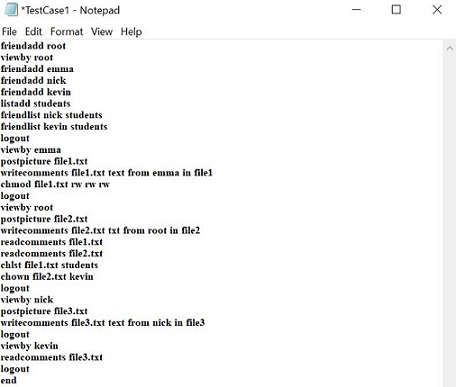 *TestCase1 - Notepad
File Edit Format View Help
friendadd root
viewby root
friendadd emma
friendadd nick
friendadd kevin
listadd students
friendlist nick students
friendlist kevin students
logout
viewby emma
postpicture file1.txt
writecomments file1.txt text from emma in file1
chmod file1.txt rw rw rw
logout
viewby root
postpicture file2.txt
writecomments file2.txt txt from root in file2
readcomments file1.txt
readcomments file2.txt
chlst file1.txt students
chown file2.txt kevin
logout
viewby nick
postpicture file3.txt
writecomments file3.txt text from nick in file3
logout
viewby kevin
readcomments file3.txt
logout
end